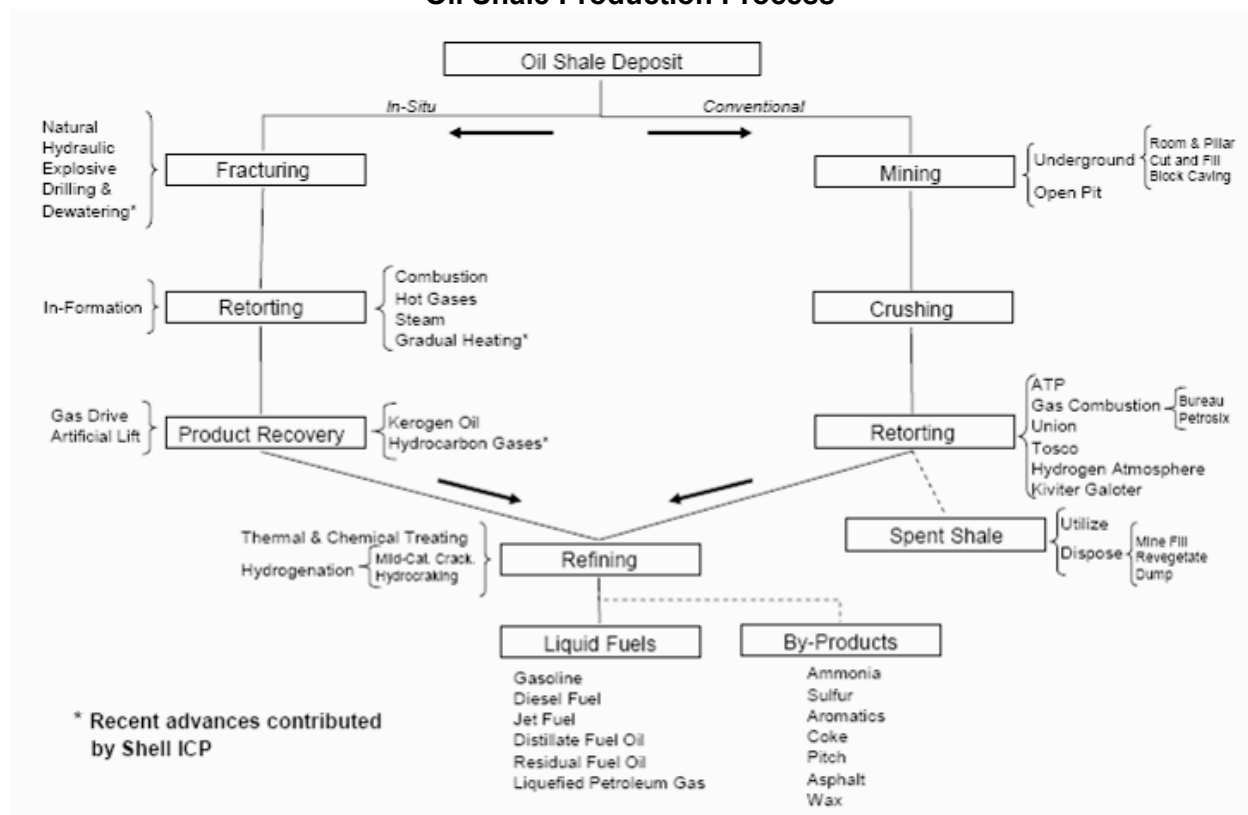 Oil Shale Production Process
Oil Shale Deposit
In-Situ
Conventional
Natural
Hydraulic
Explosive
Drilling &
Dewatering*
Fracturing
Mining
Underground
Room & Pillar
Cut and Fill
Block Caving
Open Pit
In-Formation
Retorting
Combustion
Hot Gases
Steam
Gradual Heating*
Crushing
Gas Drive
Artificial Lift
Product Recovery
Kerogen Oil
Hydrocarbon Gases*
Retorting
ATP
Gas Combustion
Bureau
Petrosix
Union
Tosco
Hydrogen Atmosphere
Kiviter Galoter
Spent Shale
Utilize
Dispose
Mine Fill
Revegetate
Dump
Thermal & Chemical Treating
Hydrogenation
Mild-Cat. Crack.
Hydrocraking
Refining
Liquid Fuels
Gasoline
Diesel Fuel
Jet Fuel
Distillate Fuel Oil
Residual Fuel Oil
Liquefied Petroleum Gas
By-Products
Ammonia
Sulfur
Aromatics
Coke
Pitch
Asphalt
Wax
* Recent advances contributed
by Shell ICP